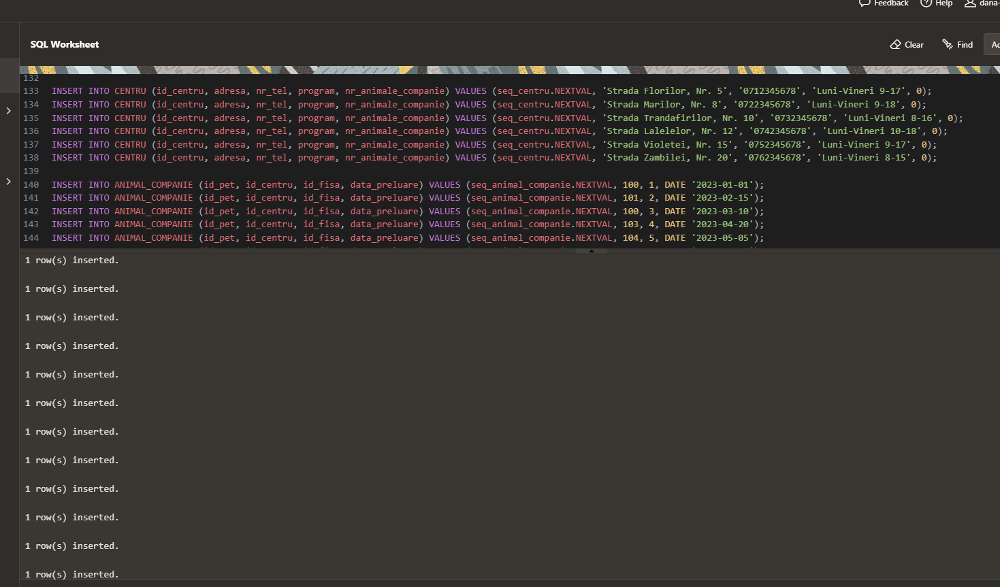 Feedback Help daria-
SQL Worksheet
Clear Find
132
133 INSERT INTO CENTRU (id_centru, adresa, nr_tel, program, nr_animale_companie) VALUES (seq_centru.NEXTVAL, 'Strada Florilor, Nr. 5', '0712345678', 'Luni-Vineri 9-17', 0);
134 INSERT INTO CENTRU (id_centru, adresa, nr_tel, program, nr_animale_companie) VALUES (seq_centru.NEXTVAL, 'Strada Marilor, Nr. 8', '0722345678', 'Luni-Vineri 9-18', 0);
135 INSERT INTO CENTRU (id_centru, adresa, nr_tel, program, nr_animale_companie) VALUES (seq_centru.NEXTVAL, 'Strada Trandafirilor, Nr. 10', '0732345678', 'Luni-Vineri 8-16', 0);
136 INSERT INTO CENTRU (id_centru, adresa, nr_tel, program, nr_animale_companie) VALUES (seq_centru.NEXTVAL, 'Strada Lalelelor, Nr. 12', '0742345678', 'Luni-Vineri 10-18', 0);
137 INSERT INTO CENTRU (id_centru, adresa, nr_tel, program, nr_animale_companie) VALUES (seq_centru.NEXTVAL, 'Strada Violetei, Nr. 15', '0752345678', 'Luni-Vineri 9-17', 0);
138 INSERT INTO CENTRU (id_centru, adresa, nr_tel, program, nr_animale_companie) VALUES (seq_centru.NEXTVAL, 'Strada Zambilei, Nr. 20', '0762345678', 'Luni-Vineri 8-15', 0);
139
140 INSERT INTO ANIMAL_COMPANIE (id_pet, id_centru, id_fisa, data_preluare) VALUES (seq_animal_companie.NEXTVAL, 100, 1, DATE '2023-01-01');
141 INSERT INTO ANIMAL_COMPANIE (id_pet, id_centru, id_fisa, data_preluare) VALUES (seq_animal_companie.NEXTVAL, 101, 2, DATE '2023-02-15');
142 INSERT INTO ANIMAL_COMPANIE (id_pet, id_centru, id_fisa, data_preluare) VALUES (seq_animal_companie.NEXTVAL, 100, 3, DATE '2023-03-10');
143 INSERT INTO ANIMAL_COMPANIE (id_pet, id_centru, id_fisa, data_preluare) VALUES (seq_animal_companie.NEXTVAL, 103, 4, DATE '2023-04-20');
144 INSERT INTO ANIMAL_COMPANIE (id_pet, id_centru, id_fisa, data_preluare) VALUES (seq_animal_companie.NEXTVAL, 104, 5, DATE '2023-05-05');
1 row(s) inserted.
1 row(s) inserted.
1 row(s) inserted.
1 row(s) inserted.
1 row(s) inserted.
1 row(s) inserted.
1 row(s) inserted.
1 row(s) inserted.
1 row(s) inserted.
1 row(s) inserted.
1 row(s) inserted.
1 row(s) inserted.